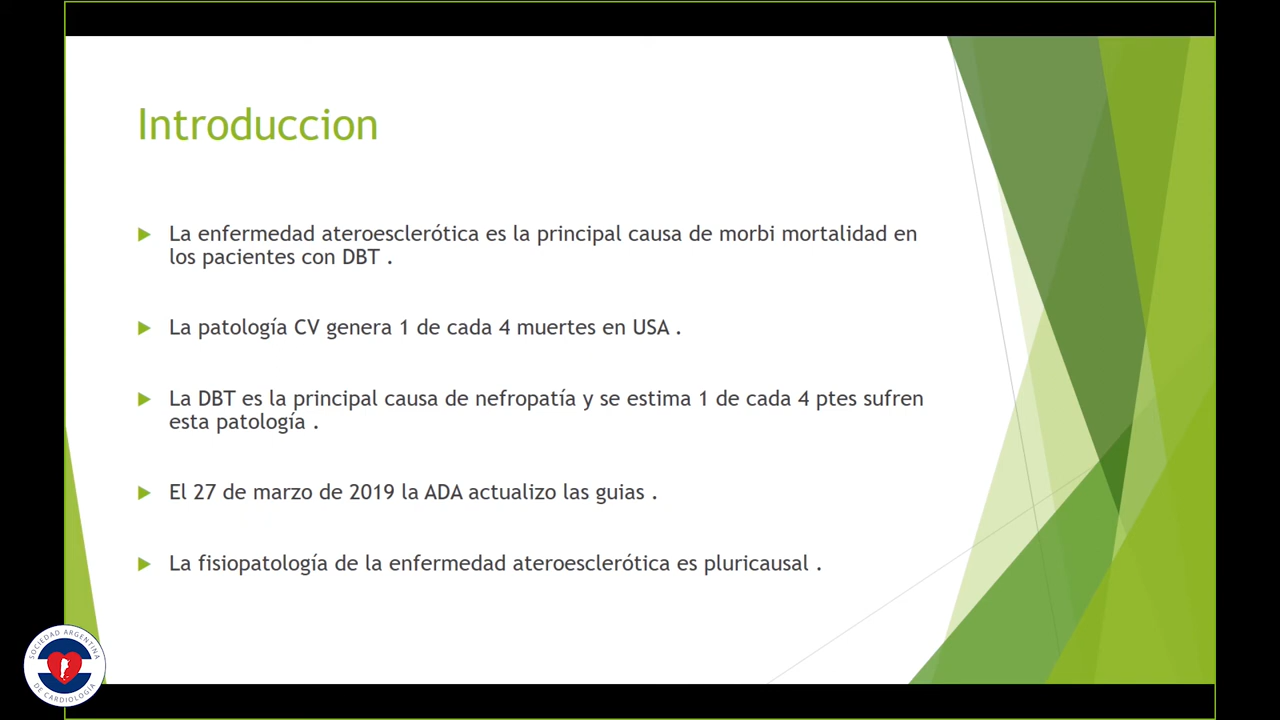 Introduccion
La enfermedad ateroesclerótica es la principal causa de morbi mortalidad en
los pacientes con DBT .
La patología CV genera 1 de cada 4 muertes en USA .
La DBT es la principal causa de nefropatía y se estima 1 de cada 4 ptes sufren
esta patología .
El 27 de marzo de 2019 la ADA actualizo las guias .
La fisiopatología de la enfermedad ateroesclerótica es pluricausal .
SOCIEDAD ARGENTINA
DE CARDIOLOGÍA